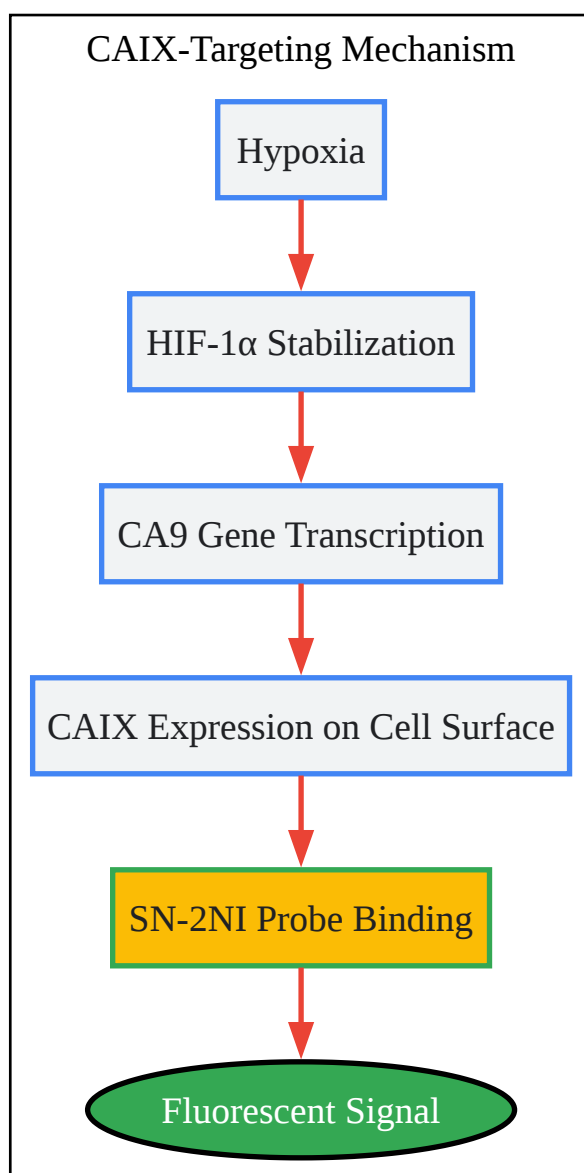 CAIX-Targeting Mechanism
Hypoxia
HIF-1α Stabilization
CA9 Gene Transcription
CAIX Expression on Cell Surface
SN-2NI Probe Binding
Fluorescent Signal